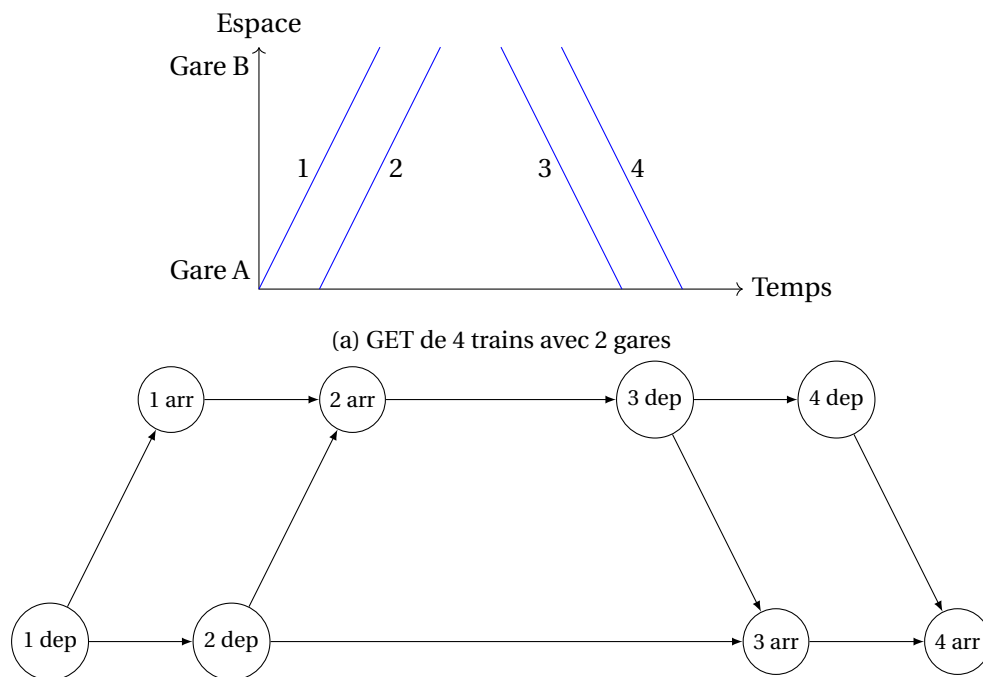 Espace
Gare B
1
2
3
4
Gare A
Temps
(a) GET de 4 trains avec 2 gares
1 arr
2 arr
3 dep
4 dep
1 dep
2 dep
3 arr
4 arr